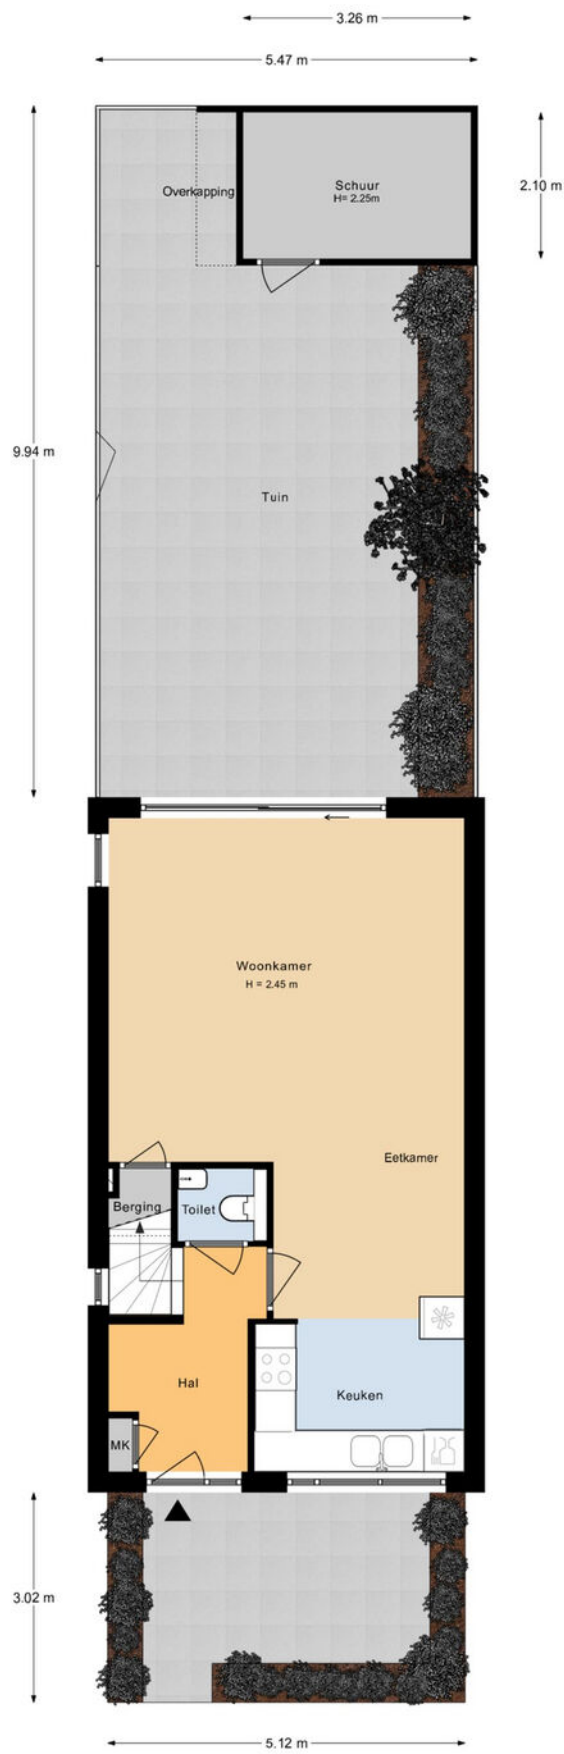 3.26 m
5.47 m
Overkapping
Schuur
H= 2.25m
2.10 m
9.94 m
Tuin
Woonkamer
H = 2.45 m
Eetkamer
Berging
Toilet
Hal
Keuken
MK
3.02 m
5.12 m